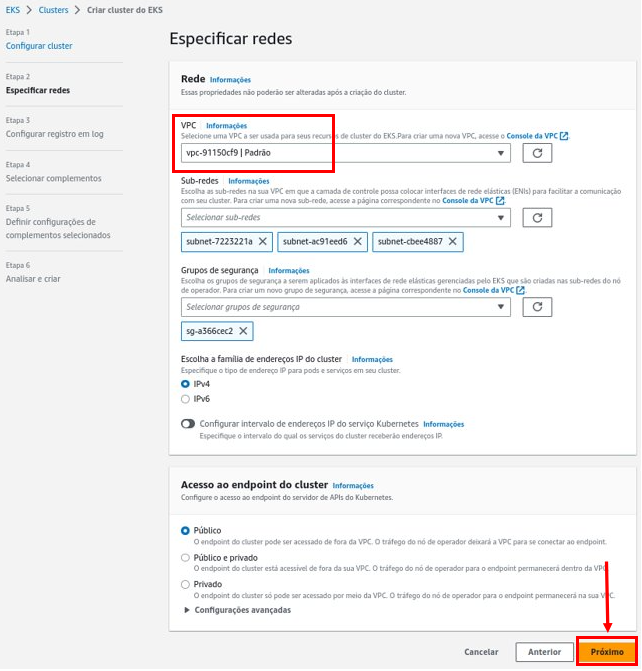 EKS > Clusters > Criar cluster do EKS
Etapa 1
Configurar cluster
Etapa 2
Especificar redes
Etapa 3
Configurar registro em log
Etapa 4
Selecionar complementos
Etapa 5
Definir configurações de
complementos selecionados
Etapa 6
Analisar e criar
Especificar redes
Rede Informações
Essas propriedades não poderão ser alteradas após a criação do cluster.
VPC Informações
Selecione uma VPC a ser usada para seus recursos de cluster do EKS.Para criar uma nova VPC, acesse o Console da VPC.
vpc-91150cf9 | Padrão
Sub-redes Informações
Escolha as sub-redes na sua VPC em que a camada de controle possa colocar interfaces de rede elásticas (ENIs) para facilitar a comunicação
com seu cluster. Para criar uma nova sub-rede, acesse a página correspondente no Console da VPC.
Selecionar sub-redes
subnet-7223221a X subnet-ac91eed6 X subnet-cbee4887 X
Grupos de segurança Informações
Escolha os grupos de segurança a serem aplicados às interfaces de rede elásticas gerenciadas pelo EKS que são criadas nas sub-redes do nó
de operador. Para criar um novo grupo de segurança, acesse a página correspondente no Console da VPC.
Selecionar grupos de segurança
sg-a366cec2 X
Escolha a família de endereços IP do cluster Informações
Especifique o tipo de endereço IP para pods e serviços em seu cluster.
IPv4
IPv6
Configurar intervalo de endereços IP do serviço Kubernetes Informações
Especifique o intervalo do qual os serviços do cluster receberão endereços IP.
Acesso ao endpoint do cluster Informações
Configure o acesso ao endpoint do servidor de APIs do Kubernetes.
Público
O endpoint do cluster pode ser acessado de fora da VPC. O tráfego do nó de operador deixará a VPC para se conectar ao endpoint.
Público e privado
O endpoint do cluster está acessível de fora da sua VPC. O tráfego do nó de operador para o endpoint permanecerá dentro da VPC.
Privado
O endpoint do cluster só pode ser acessado por meio da VPC. O tráfego do nó de operador para o endpoint permanecerá na sua VPC.
Configurações avançadas
Cancelar Anterior Próximo